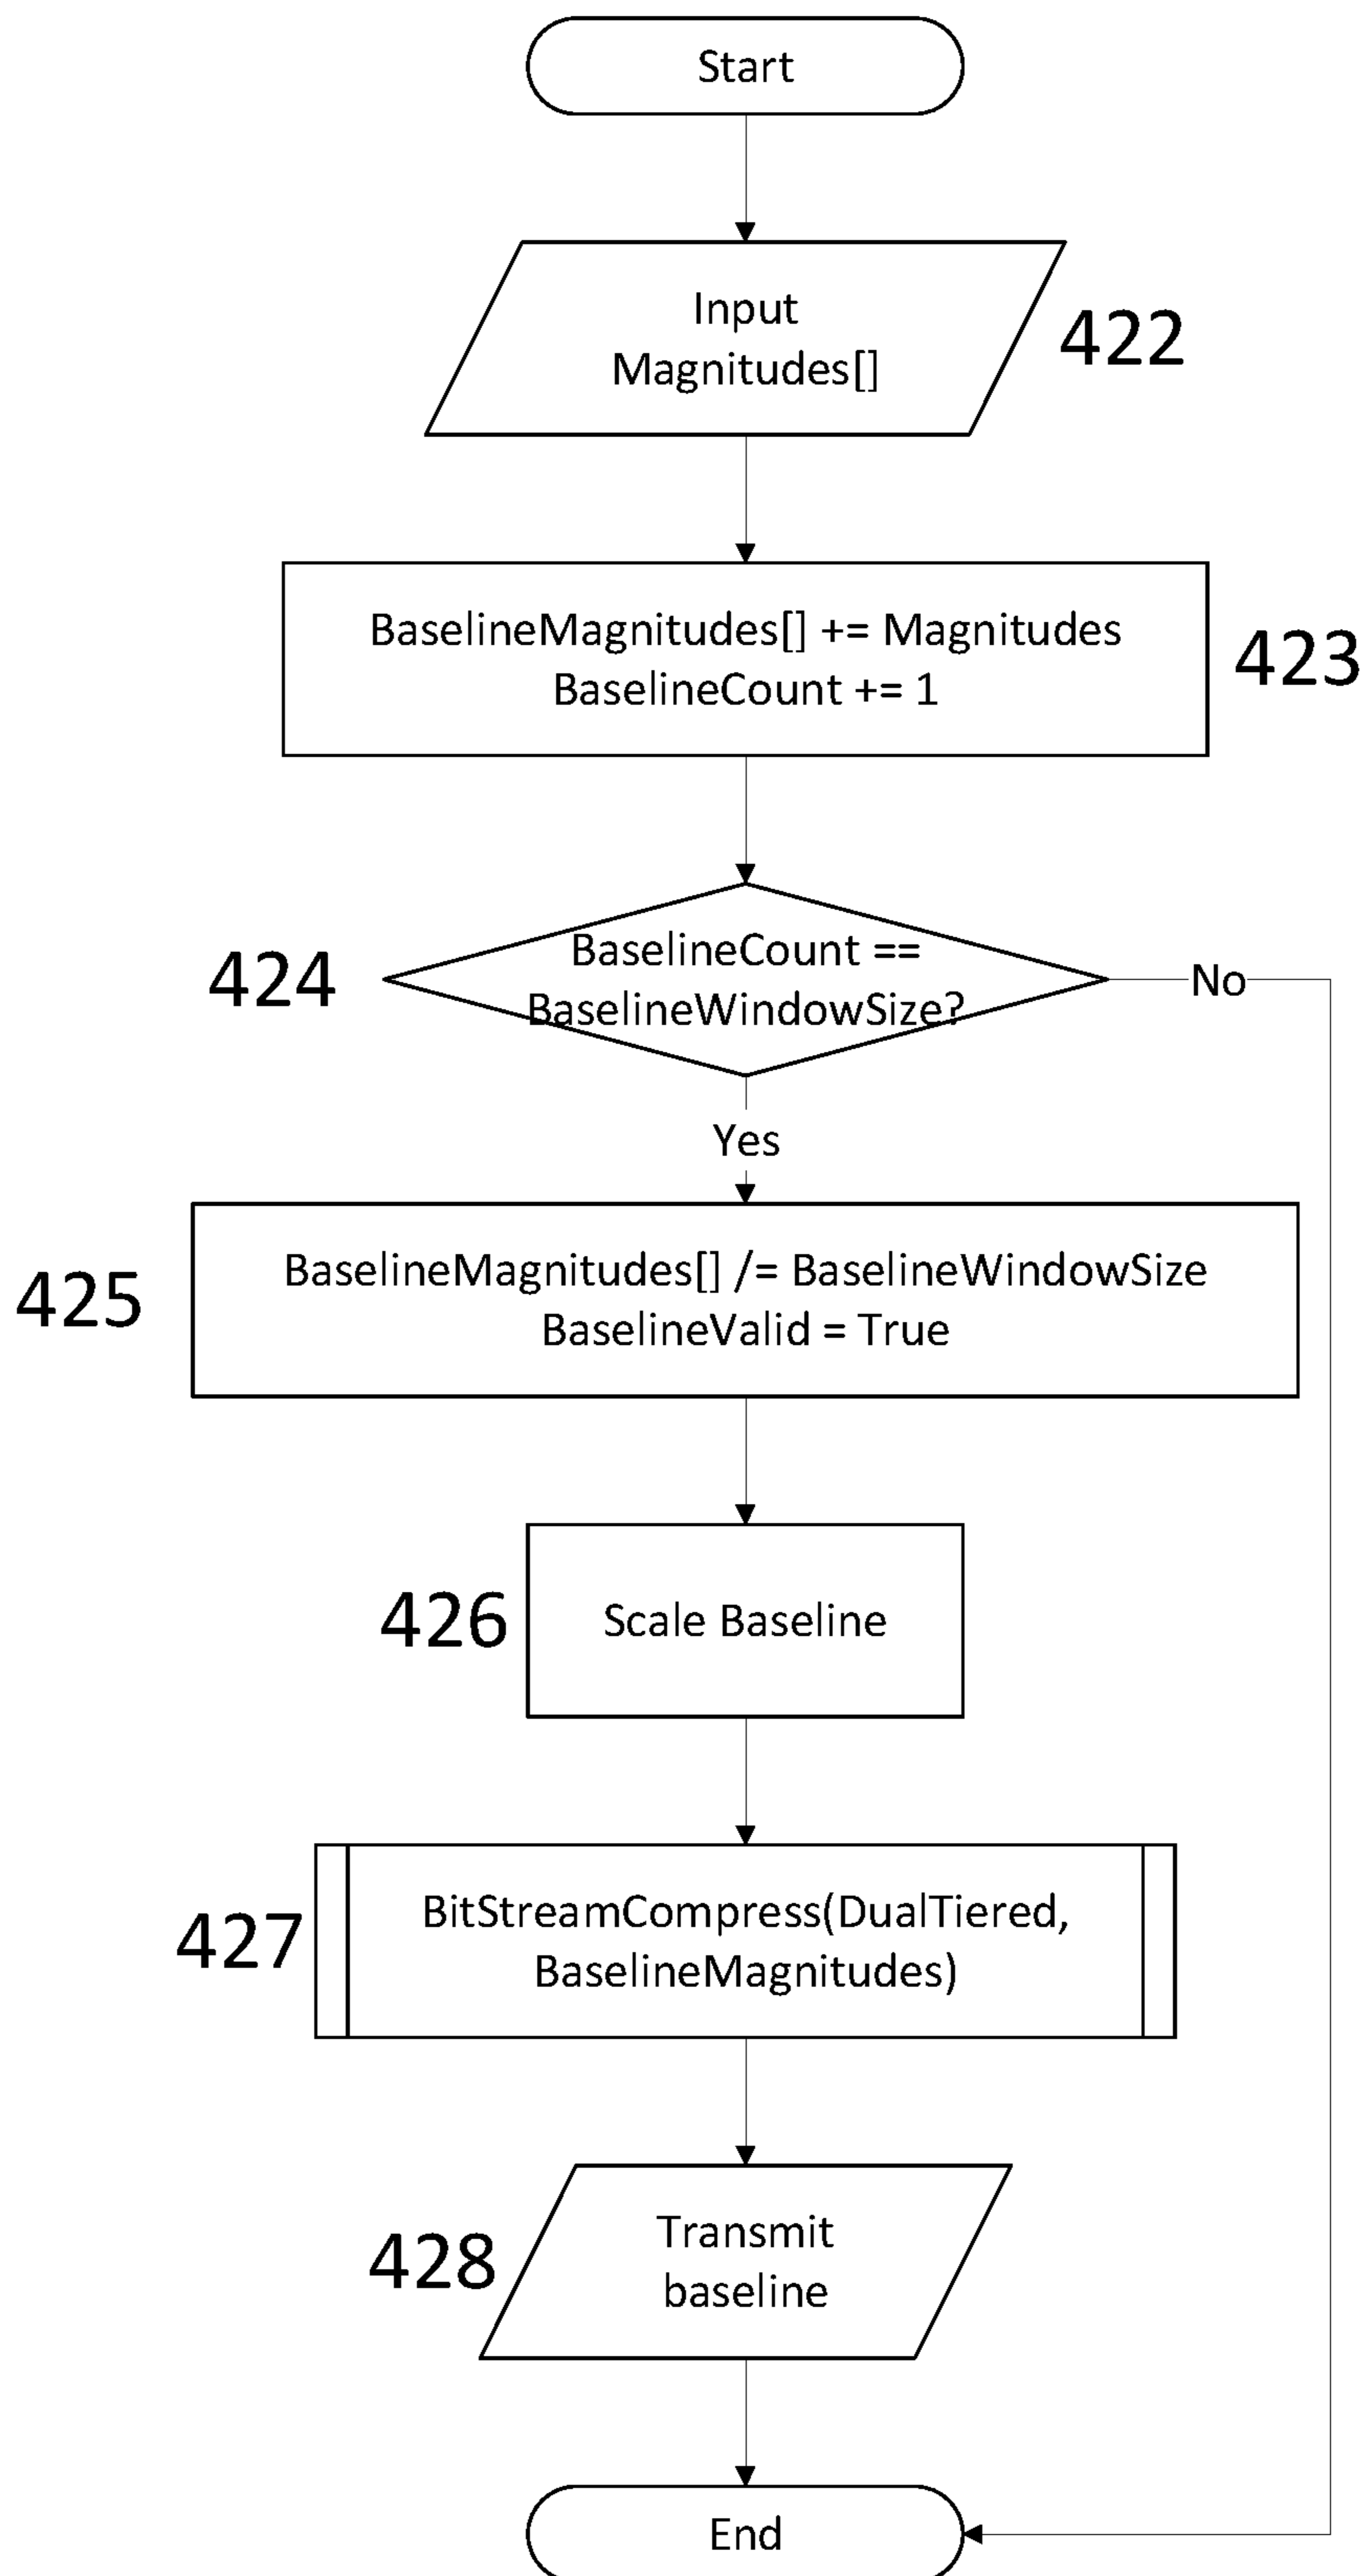 Start
Input
Magnitudes[]
422
BaselineMagnitudes[] += Magnitudes
BaselineCount += 1
423
424
BaselineCount ==
BaselineWindowSize?
No
Yes
425
BaselineMagnitudes[] /= BaselineWindowSize
BaselineValid = True
426
Scale Baseline
427
BitStreamCompress(DualTiered,
BaselineMagnitudes)
428
Transmit
baseline
End